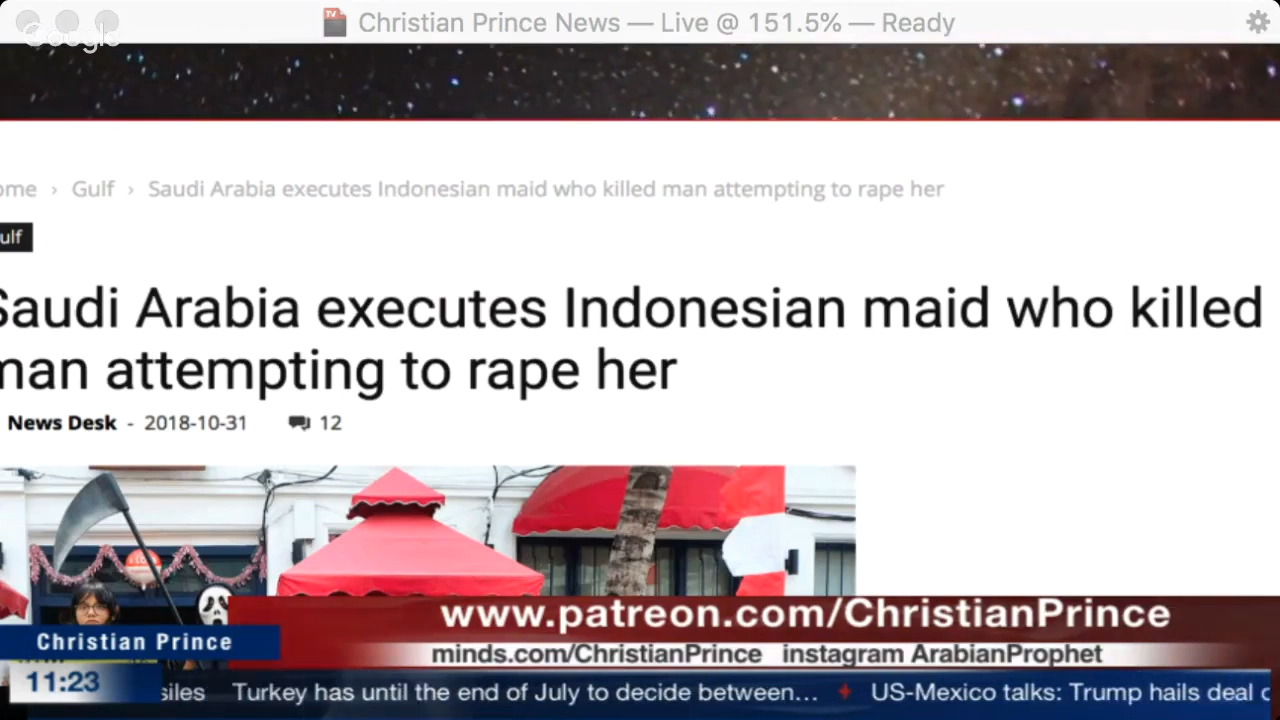 Christian Prince News — Live @ 151.5% — Ready
Google
ome › Gulf › Saudi Arabia executes Indonesian maid who killed man attempting to rape her
ulf
Saudi Arabia executes Indonesian maid who killed
man attempting to rape her
News Desk - 2018-10-31 12
www.patreon.com/ChristianPrince
Christian Prince
minds.com/ChristianPrince instagram ArabianProphet
11:23
siles Turkey has until the end of July to decide between... US-Mexico talks: Trump hails deal